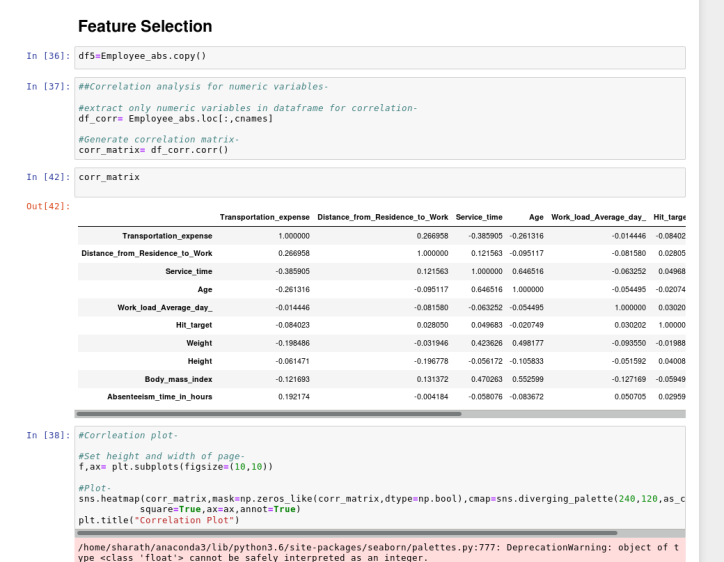 Feature Selection
In [36]: df5=Employee_abs.copy()
In [37]: ##Correlation analysis for numeric variables-
#extract only numeric variables in dataframe for correlation-
df_corr= Employee_abs.loc[:,cnames]
#Generate correlation matrix-
corr_matrix= df_corr.corr()
In [42]: corr_matrix
Out[42]:
Transportation_expense Distance_from_Residence_to_Work Service_time Age Work_load_Average_day_ Hit_targe
Transportation_expense 1.000000 0.266958 -0.385905 -0.261316 -0.014446 -0.08402
Distance_from_Residence_to_Work 0.266958 1.000000 0.121563 -0.095117 -0.081580 0.02805
Service_time -0.385905 0.121563 1.000000 0.646516 -0.063252 0.04968
Age -0.261316 -0.095117 0.646516 1.000000 -0.054495 -0.02074
Work_load_Average_day_ -0.014446 -0.081580 -0.063252 -0.054495 1.000000 0.03020
Hit_target -0.084023 0.028050 0.049683 -0.020749 0.030202 1.00000
Weight -0.198486 -0.031946 0.423626 0.498177 -0.093550 -0.01988
Height -0.061471 -0.196778 -0.056172 -0.105833 -0.051592 0.04008
Body_mass_index -0.121693 0.131372 0.470263 0.552599 -0.127169 -0.05949
Absenteeism_time_in_hours 0.192174 -0.004184 -0.058076 -0.083672 0.050705 0.02959
In [38]: #Corrleation plot-
#Set height and width of page-
f,ax= plt.subplots(figsize=(10,10))
#Plot-
sns.heatmap(corr_matrix,mask=np.zeros_like(corr_matrix,dtype=np.bool),cmap=sns.diverging_palette(240,120,as_c
square=True,ax=ax,annot=True)
plt.title("Correlation Plot")
/home/sharath/anaconda3/lib/python3.6/site-packages/seaborn/palettes.py:777: DeprecationWarning: object of t
ype <class 'float'> cannot be safely interpreted as an integer.